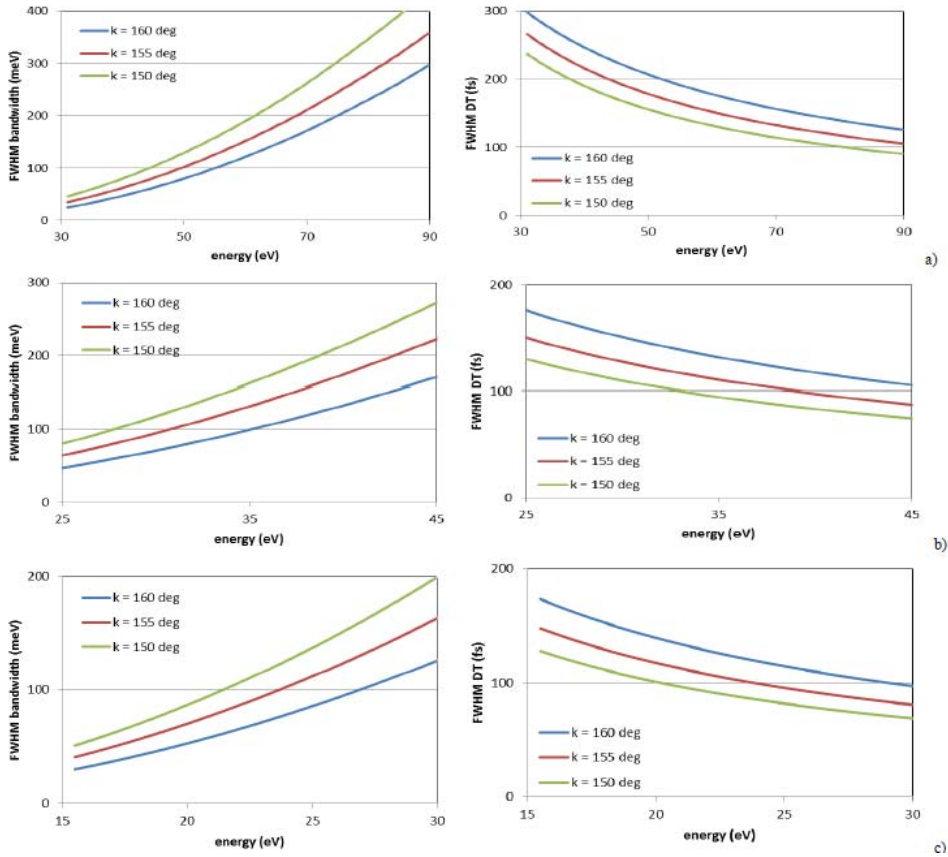 400
300
200
100
0
FWHM bandwidth (meV)
k = 160 deg
k = 155 deg
k = 150 deg
30
50
70
90
energy (eV)
300
200
100
0
FWHM DT (fs)
k = 160 deg
k = 155 deg
k = 150 deg
30
50
70
90
energy (eV)
a)
300
200
100
0
FWHM bandwidth (meV)
k = 160 deg
k = 155 deg
k = 150 deg
25
35
45
energy (eV)
200
100
0
FWHM DT (fs)
k = 160 deg
k – 155 deg
k – 150 deg
25
35
45
energy (eV)
b)
200
100
0
FWHM bandwidth (meV)
k = 160 deg
k = 155 deg
k = 150 deg
15
20
25
30
energy (eV)
200
100
0
FWHM DT (fs)
k = 160 deg
k = 155 deg
k = 150 deg
15
20
25
30
energy (eV)
c)